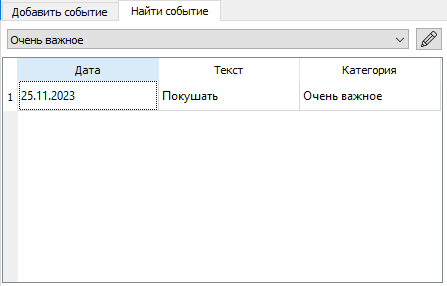 Добавить событие Найти событие
Очень важное
Дата Текст Категория
1 25.11.2023 Покушать Очень важное